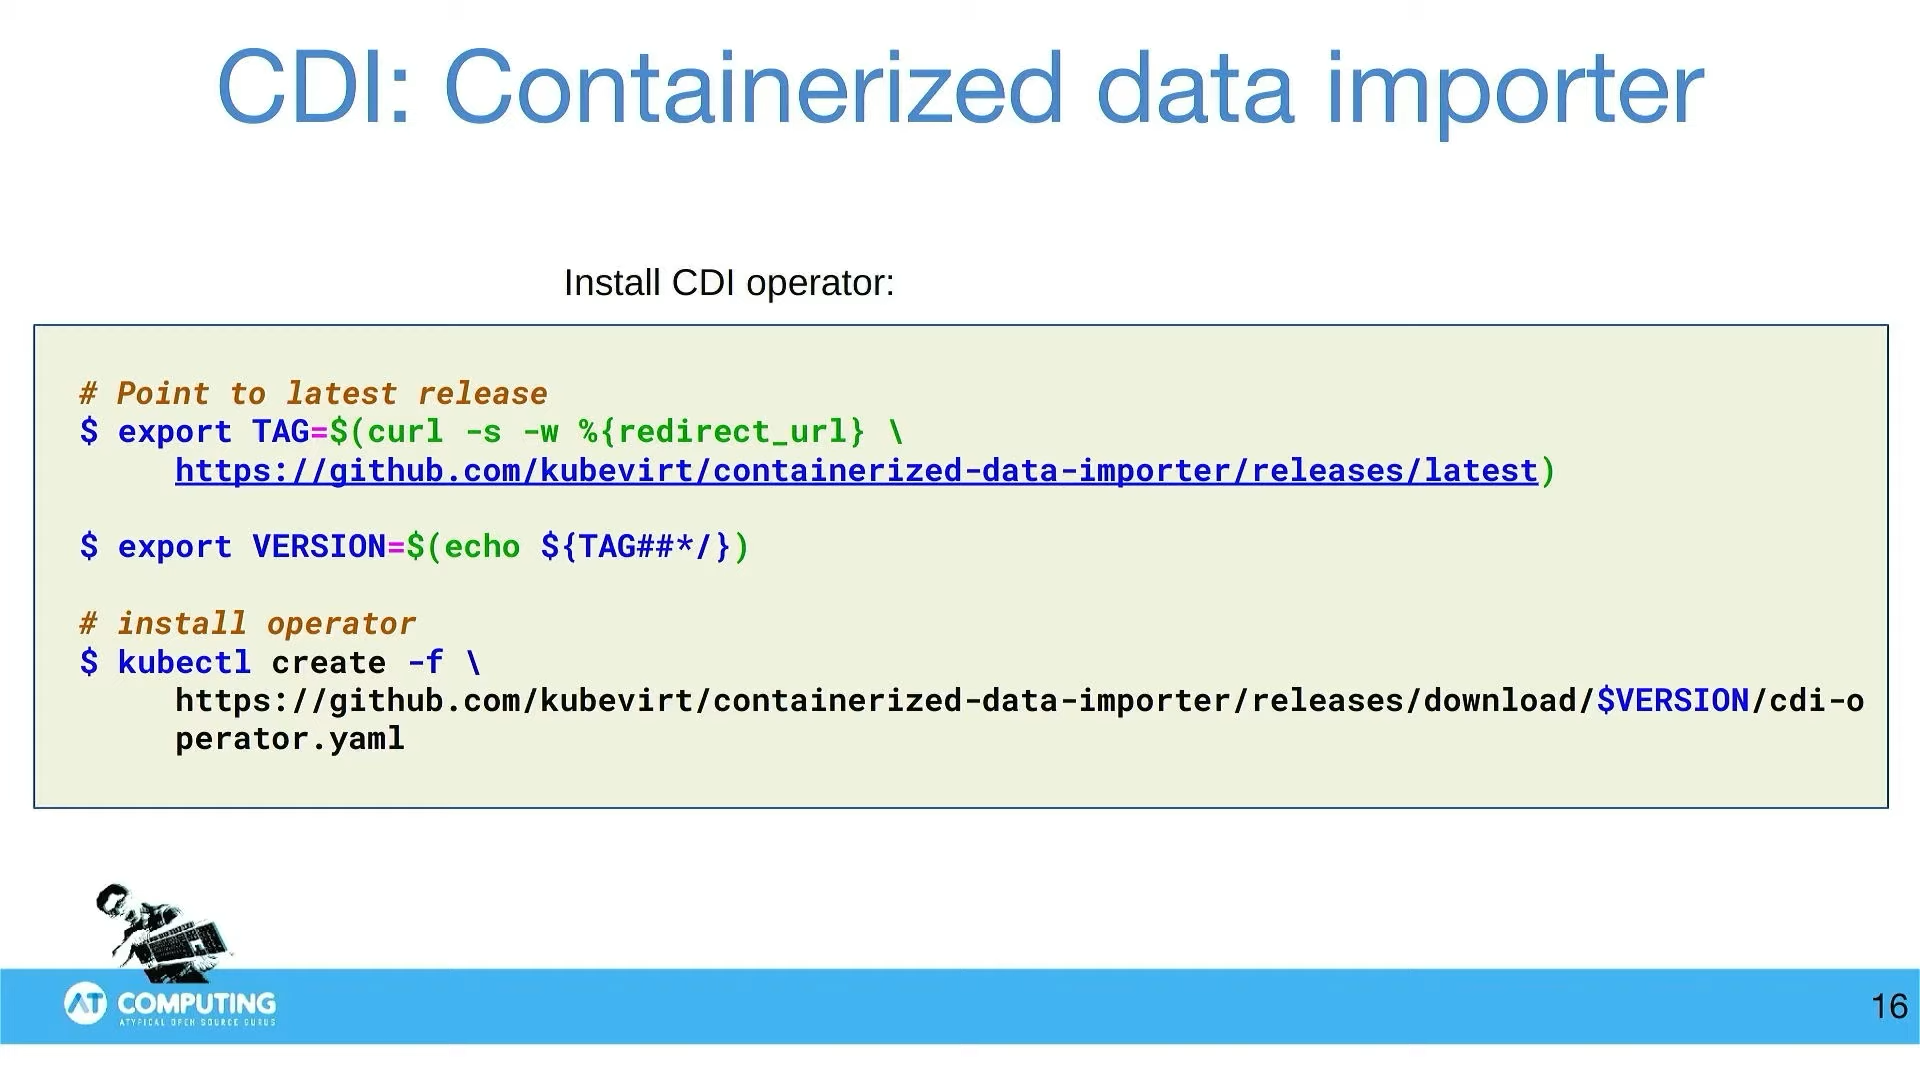 CDI: Containerized data importer
Install CDI operator:
# Point to latest release
$ export TAG=$(curl -s -w %{redirect_url} \
https://github.com/kubevirt/containerized-data-importer/releases/latest)
$ export VERSION=$(echo ${TAG##*/})
# install operator
$ kubectl create -f \
https://github.com/kubevirt/containerized-data-importer/releases/download/$VERSION/cdi-o
perator.yaml
AT COMPUTING
ATYPICAL OPEN SOURCE GURUS
16